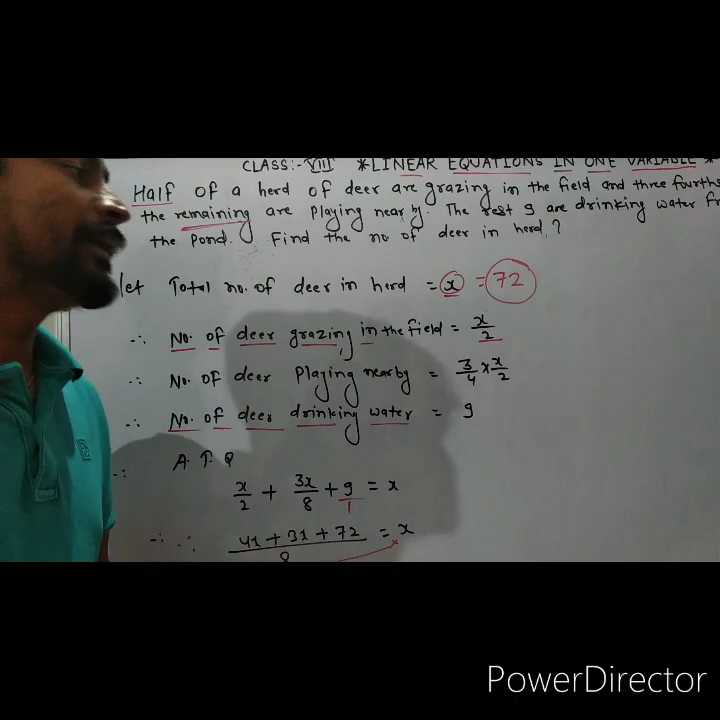 CLASS:- VIII * LINEAR EQUATIONS IN ONE VARIABLE *
Half of a herd of deer are grazing in the field and three fourths
the remaining are playing near by. The rest 9 are drinking water
the pond. Find the no of deer in herd.?
let Total no. of deer in herd = x = 72
∴ No. of deer grazing in the field = x/2
∴ No. of deer Playing nearby = 3/4 × x/2
∴ No. of deer drinking water = 9
∴ A. T. Q
x/2 + 3x/8 + 9/1 = x
∴ ∴ 4x + 3x + 72 / 8 = x
PowerDirector